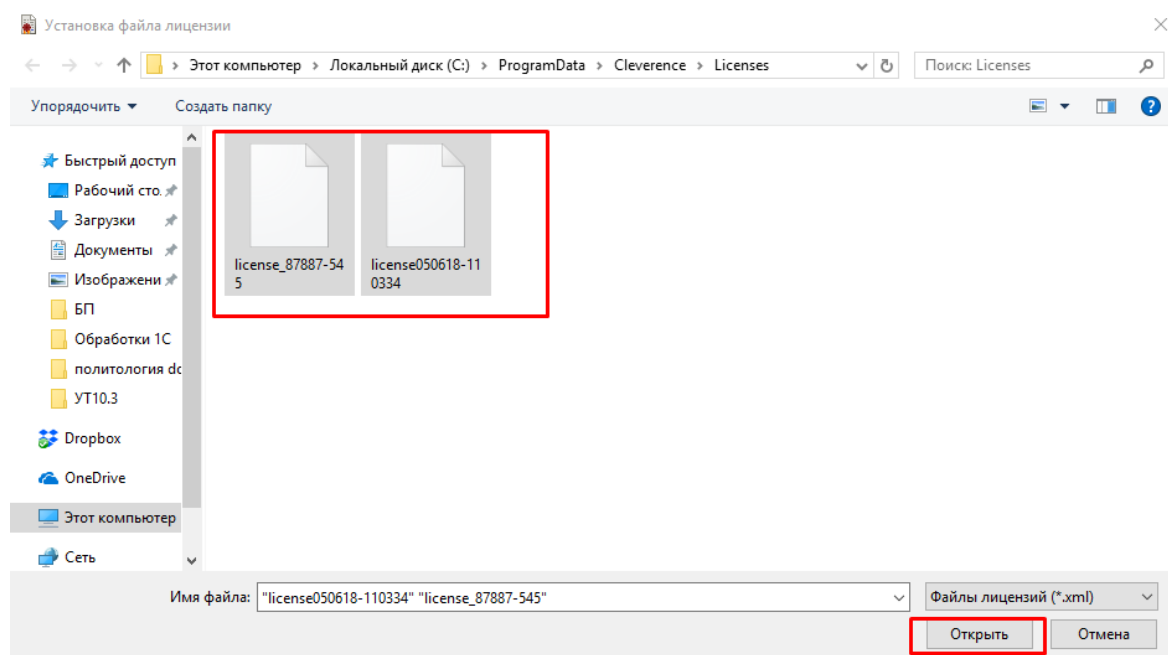 Установка файла лицензии
Этот компьютер › Локальный диск (C:) › ProgramData › Cleverence › Licenses
Поиск: Licenses
Упорядочить
Создать папку
Быстрый доступ
Рабочий сто.
Загрузки
Документы
Изображени
БП
Обработки 1С
политология do
УТ10.3
Dropbox
OneDrive
Этот компьютер
Сеть
license_87887-54
5
license050618-11
0334
Имя файла:
"license050618-110334" "license_87887-545"
Файлы лицензий (*.xml)
Открыть
Отмена